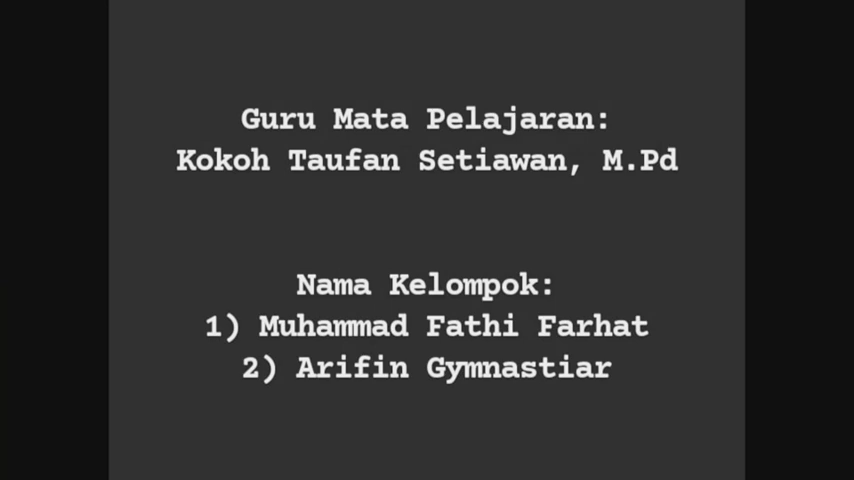 Guru Mata Pelajaran:
Kokoh Taufan Setiawan, M.Pd
Nama Kelompok:
1) Muhammad Fathi Farhat
2) Arifin Gymnastiar